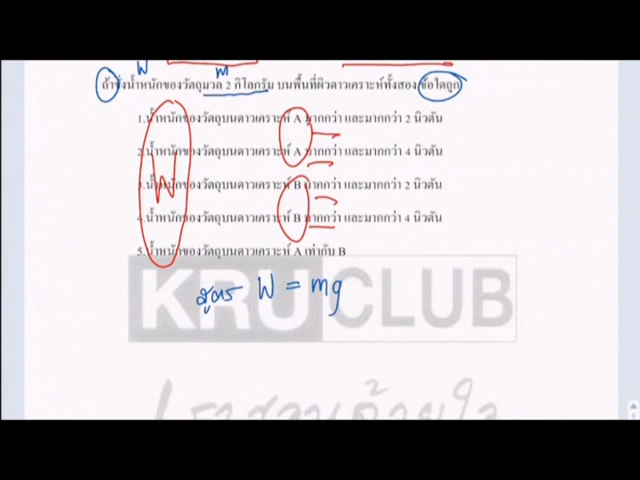 W m
ถ้าชั่งน้ำหนักของวัตถุมวล 2 กิโลกรัม บนพื้นที่ผิวดาวเคราะห์ทั้งสอง ข้อใดถูก
1.น้ำหนักของวัตถุบนดาวเคราะห์ A มากกว่า และมากกว่า 2 นิวตัน
2.น้ำหนักของวัตถุบนดาวเคราะห์ A มากกว่า และมากกว่า 4 นิวตัน
3.น้ำหนักของวัตถุบนดาวเคราะห์ B มากกว่า และมากกว่า 2 นิวตัน
W
4.น้ำหนักของวัตถุบนดาวเคราะห์ B มากกว่า และมากกว่า 4 นิวตัน
5.น้ำหนักของวัตถุบนดาวเคราะห์ A เท่ากับ B
สูตร W = mg
KRUCLUB
เราสอนด้วยใจ